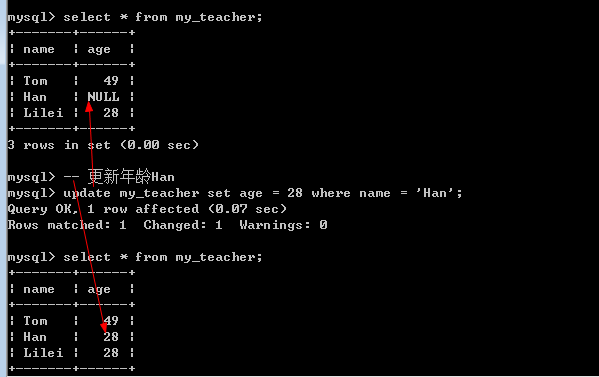 mysql> select * from my_teacher;
+-------+------+
| name  | age  |
+-------+------+
| Tom   |   49 |
| Han   | NULL |
| Lilei |   28 |
+-------+------+
3 rows in set (0.00 sec)
mysql> -- 更新年龄Han
mysql> update my_teacher set age = 28 where name = 'Han';
Query OK, 1 row affected (0.07 sec)
Rows matched: 1  Changed: 1  Warnings: 0
mysql> select * from my_teacher;
+-------+------+
| name  | age  |
+-------+------+
| Tom   |   49 |
| Han   |   28 |
| Lilei |   28 |
+-------+------+